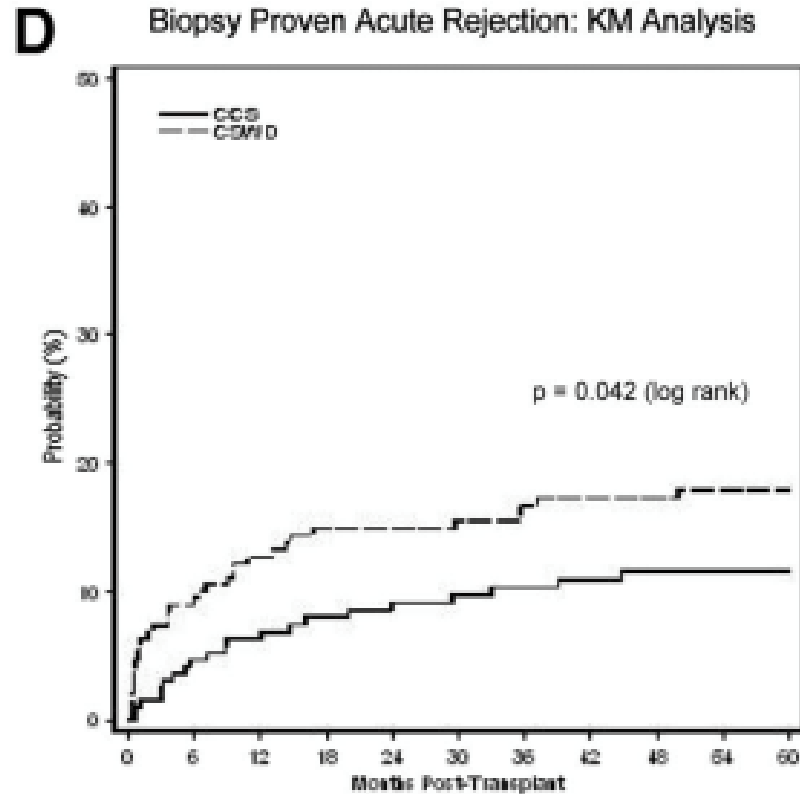 D
Biopsy Proven Acute Rejection: KM Analysis
50
CCS
CSWD
40
30
p = 0.042 (log rank)
Probability (%)
20
10
0
0 6 12 18 24 30 36 42 48 54 60
Months Post-Transplant